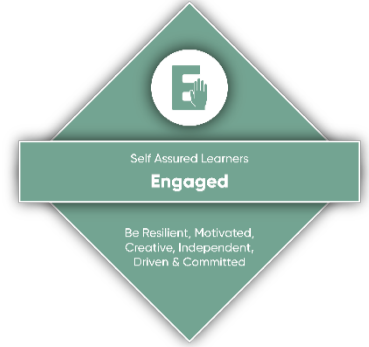 E
Self Assured Learners
Engaged
Be Resilient, Motivated,
Creative, Independent,
Driven & Committed